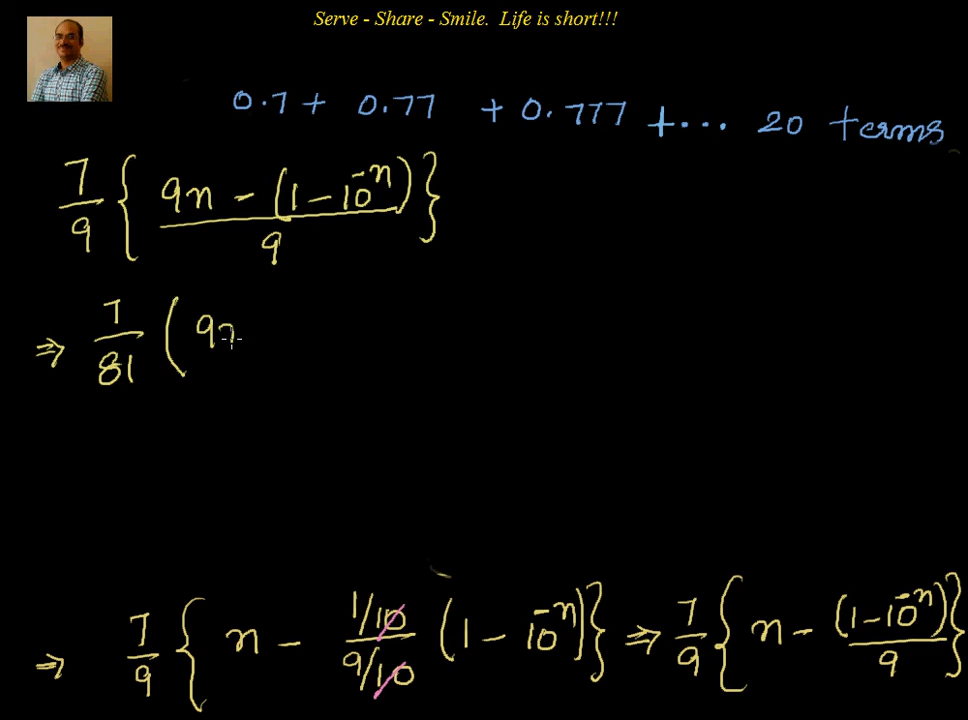 Serve - Share - Smile. Life is short!!!
0.7 + 0.77 + 0.777 + ... 20 terms
7/9 { (9n - (1 - 10^-n)) / 9 }
⇒ 7/81 ( 9n
⇒ 7/9 { n - (1/10)/(9/10) (1 - 10^-n) } ⇒ 7/9 { n - (1 - 10^-n)/9 }